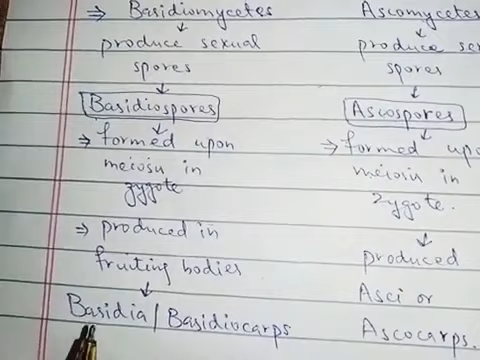 ⇒ Basidiomycetes
↓
produce sexual
spores
↓
Basidiospores
↓
⇒ formed upon
meiosis in
zygote
⇒ produced in
fruiting bodies
↓
Basidia / Basidiocarps
Ascomycetes
↓
produce
spores
↓
Ascospores
↓
⇒ formed
meiosis in
zygote.
↓
produced
Asci or
Ascocarps.